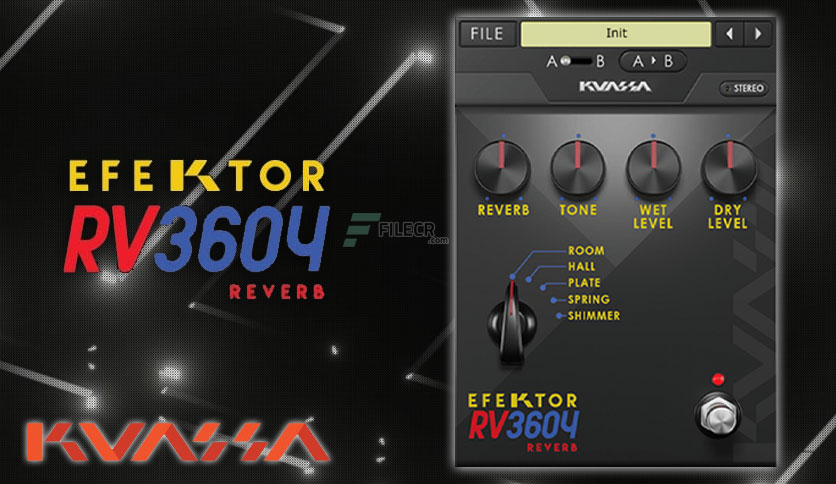 EFEKTOR
RV3604
REVERB
FILECR
.com
KVASSA
FILE
Init
A B
A B
KVASSA
STEREO
REVERB
TONE
WET
LEVEL
DRY
LEVEL
ROOM
HALL
PLATE
SPRING
SHIMMER
EFEKTOR
RV3604
REVERB